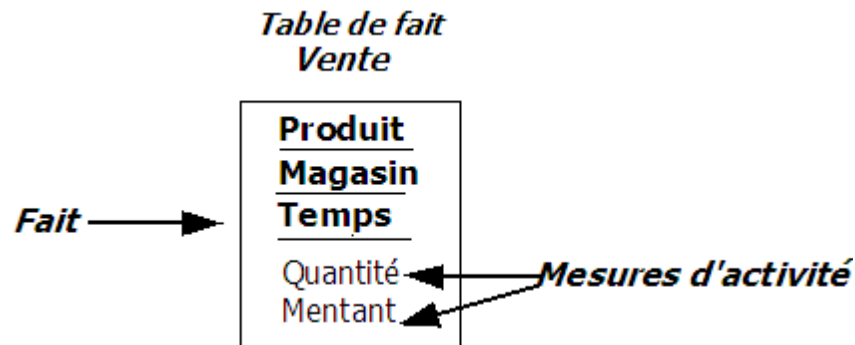 Table de fait
Vente
Produit
Magasin
Fait
Temps
Quantité
Mesures d'activité
Mentant